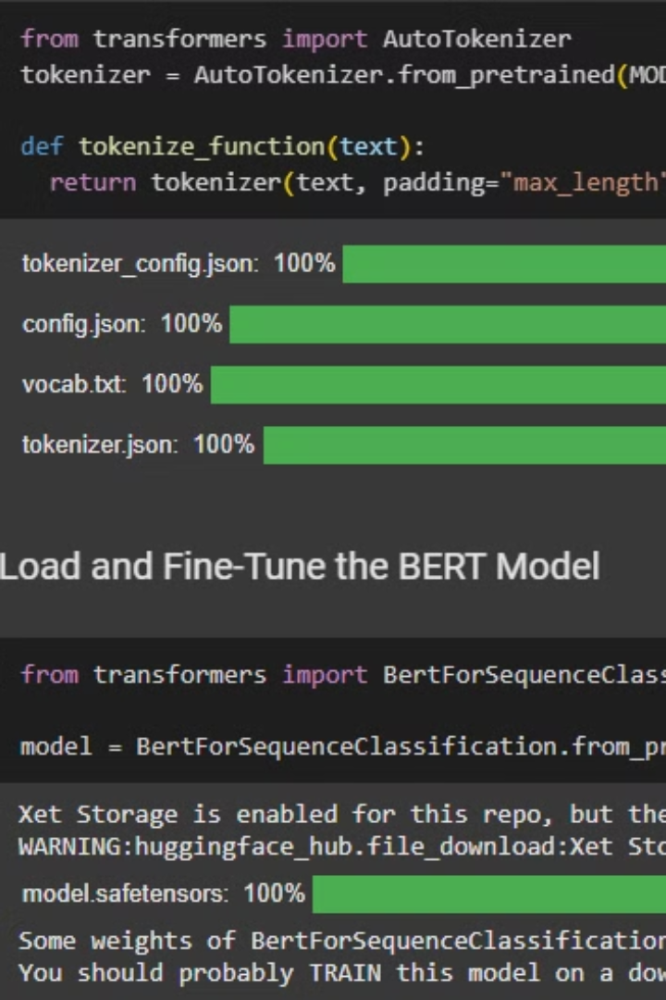 from transformers import AutoTokenizer
tokenizer = AutoTokenizer.from_pretrained(MOD
def tokenize_function(text):
  return tokenizer(text, padding="max_length"
tokenizer_config.json: 100%
config.json: 100%
vocab.txt: 100%
tokenizer.json: 100%
Load and Fine-Tune the BERT Model
from transformers import BertForSequenceClass
model = BertForSequenceClassification.from_pr
Xet Storage is enabled for this repo, but the
WARNING:huggingface_hub.file_download:Xet Sto
model.safetensors: 100%
Some weights of BertForSequenceClassification
You should probably TRAIN this model on a dow